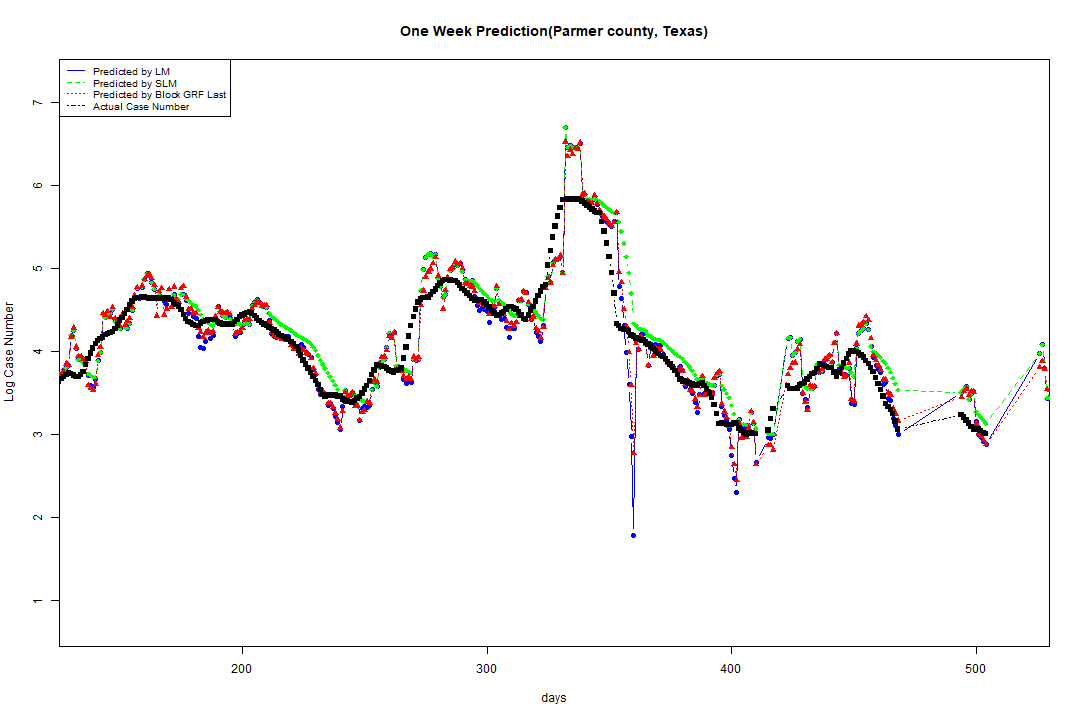 One Week Prediction(Parmer county, Texas)
Predicted by LM
Predicted by SLM
Predicted by Block GRF Last
Actual Case Number
7
6
5
4
3
2
1
Log Case Number
200 300 400 500
days